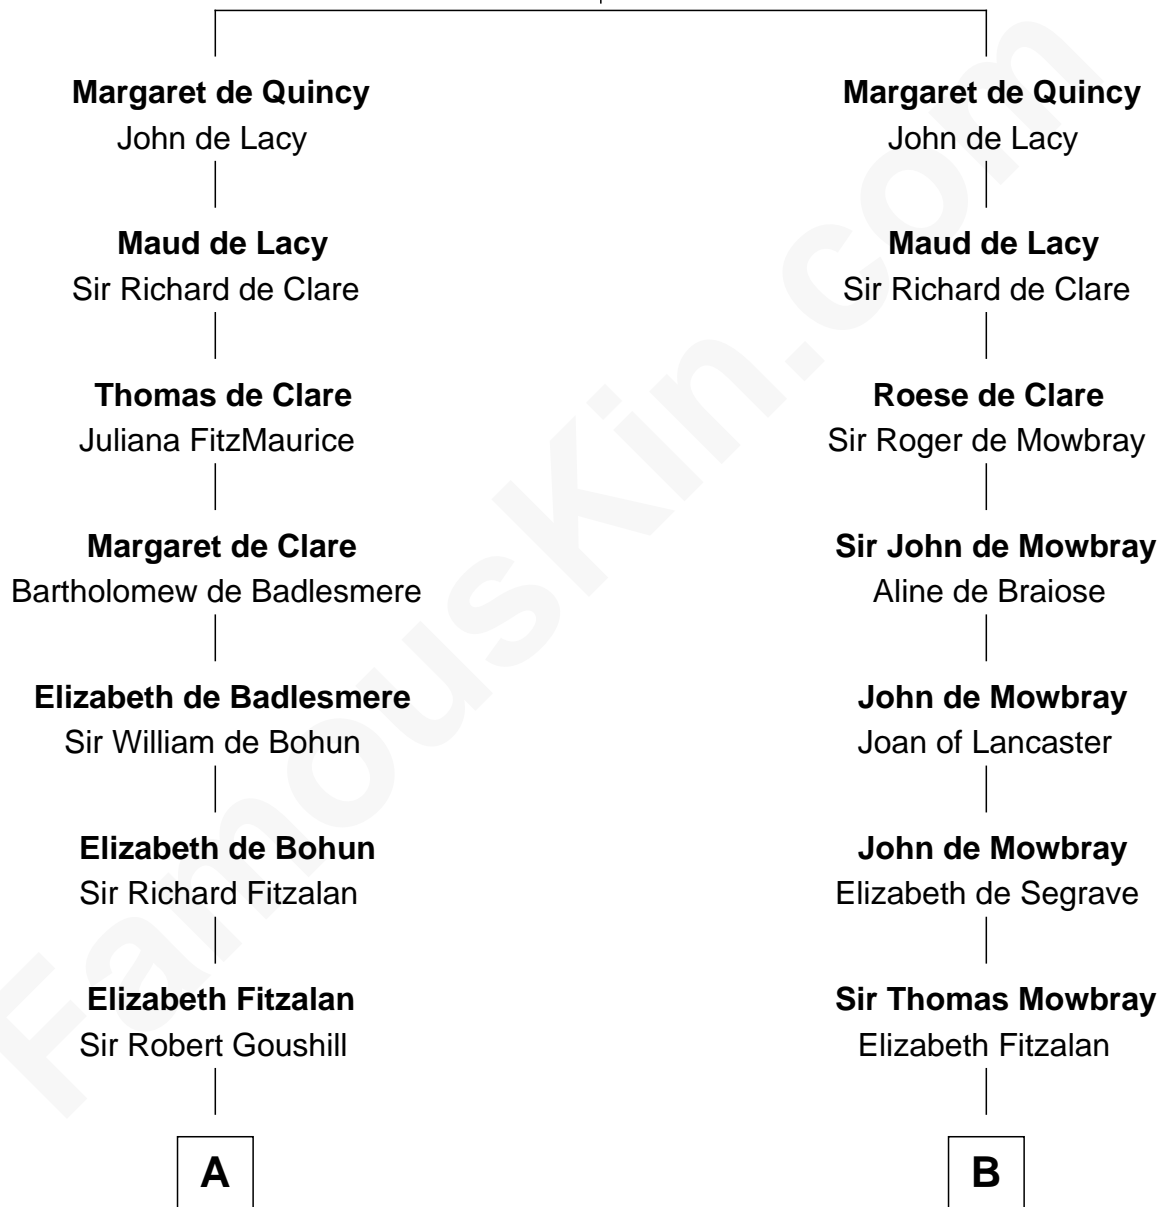 Margaret de Quincy
John de Lacy
Maud de Lacy
Sir Richard de Clare
Thomas de Clare
Juliana FitzMaurice
Margaret de Clare
Bartholomew de Badlesmere
Elizabeth de Badlesmere
Sir William de Bohun
Elizabeth de Bohun
Sir Richard Fitzalan
Elizabeth Fitzalan
Sir Robert Goushill
A
Margaret de Quincy
John de Lacy
Maud de Lacy
Sir Richard de Clare
Roese de Clare
Sir Roger de Mowbray
Sir John de Mowbray
Aline de Braiose
John de Mowbray
Joan of Lancaster
John de Mowbray
Elizabeth de Segrave
Sir Thomas Mowbray
Elizabeth Fitzalan
B
FamousKin.com